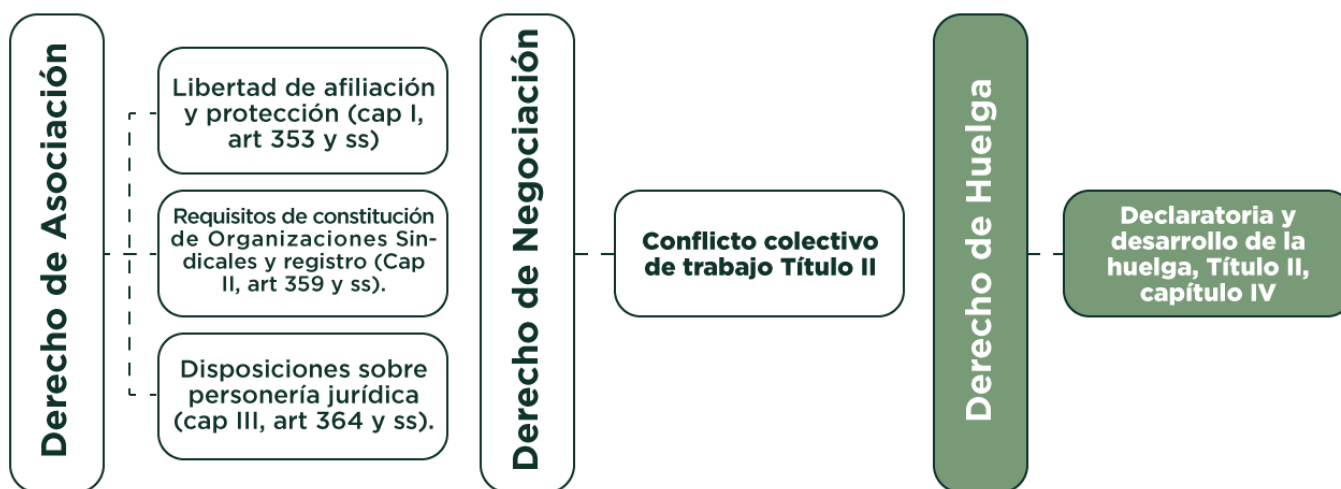 Derecho de Asociación
Libertad de afiliación
y protección (cap I,
art 353 y ss)
Requisitos de constitución
de Organizaciones Sin-
dicales y registro (Cap
II, art 359 y ss).
Disposiciones sobre
personería jurídica
(cap III, art 364 y ss).
Derecho de Negociación
Conflicto colectivo
de trabajo Título II
Derecho de Huelga
Declaratoria y
desarrollo de la
huelga, Título II,
capítulo IV